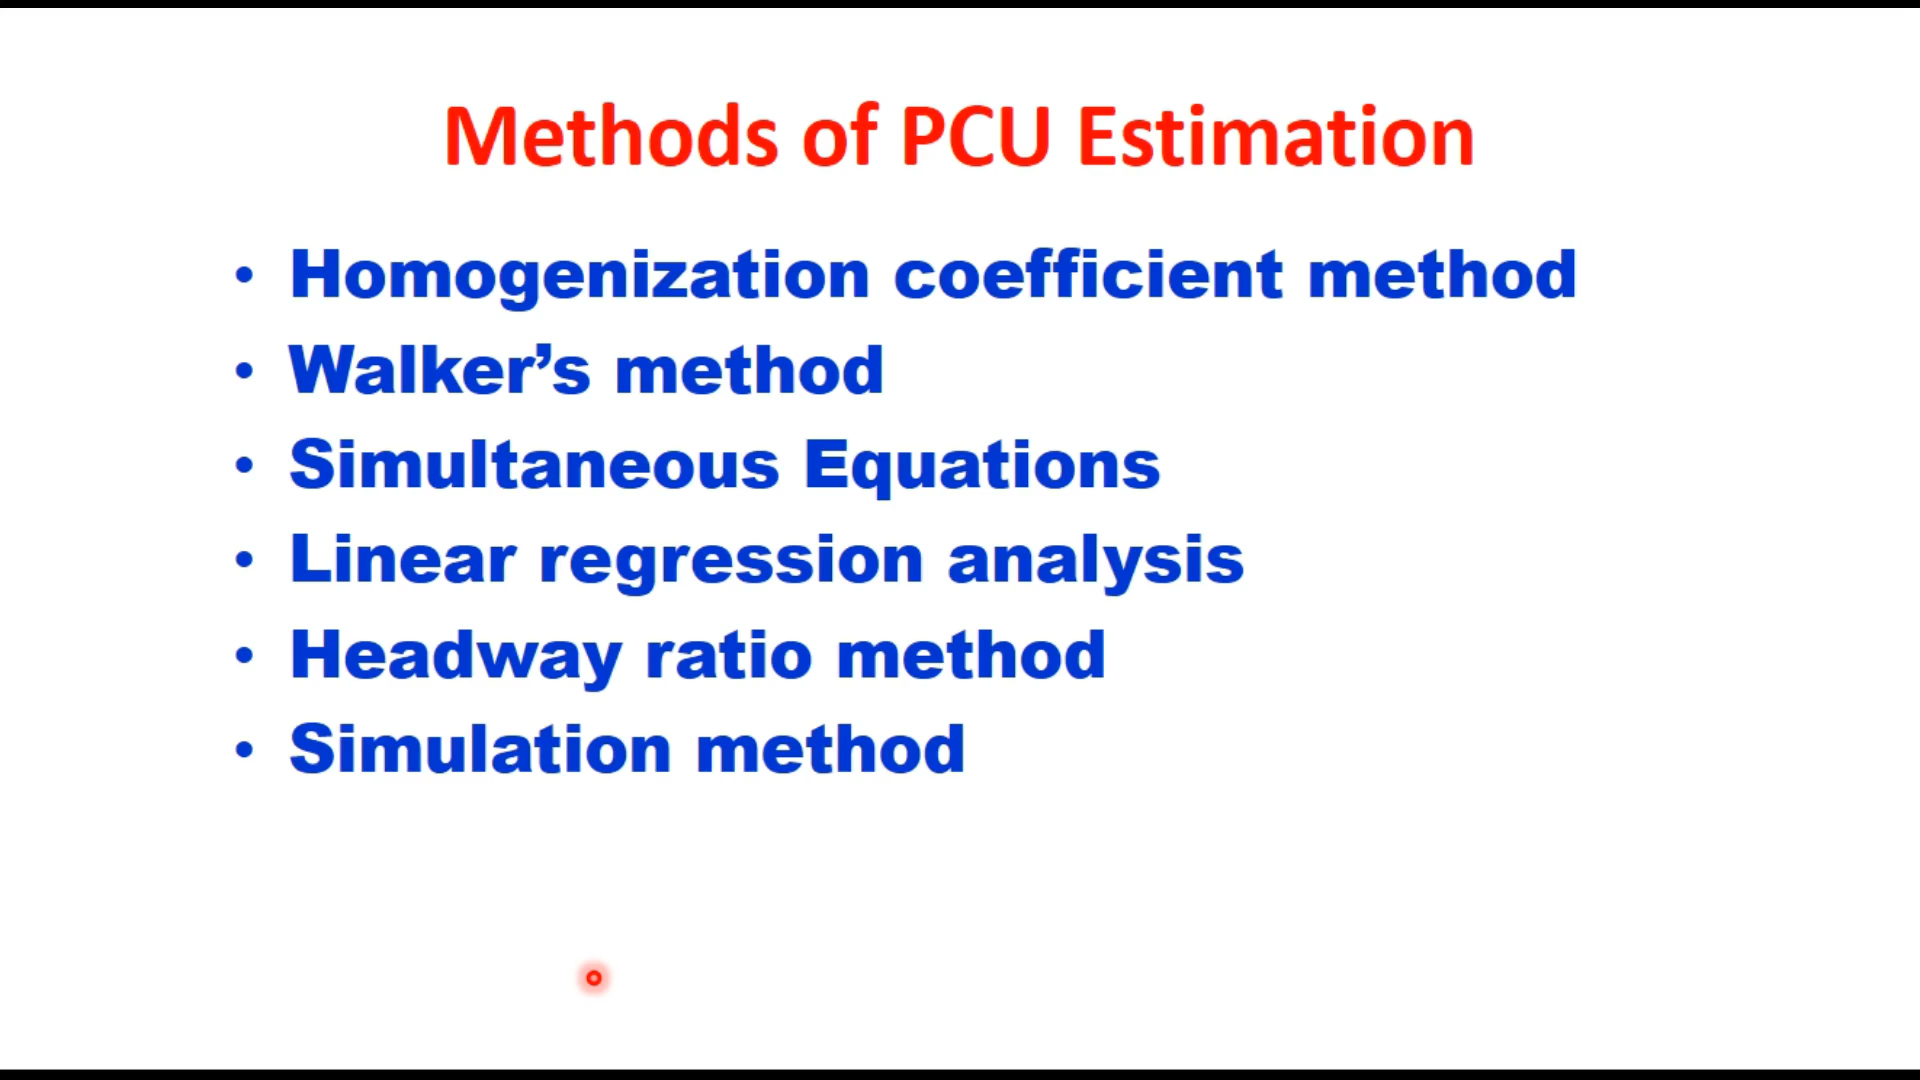 Methods of PCU Estimation
• Homogenization coefficient method
• Walker’s method
• Simultaneous Equations
• Linear regression analysis
• Headway ratio method
• Simulation method